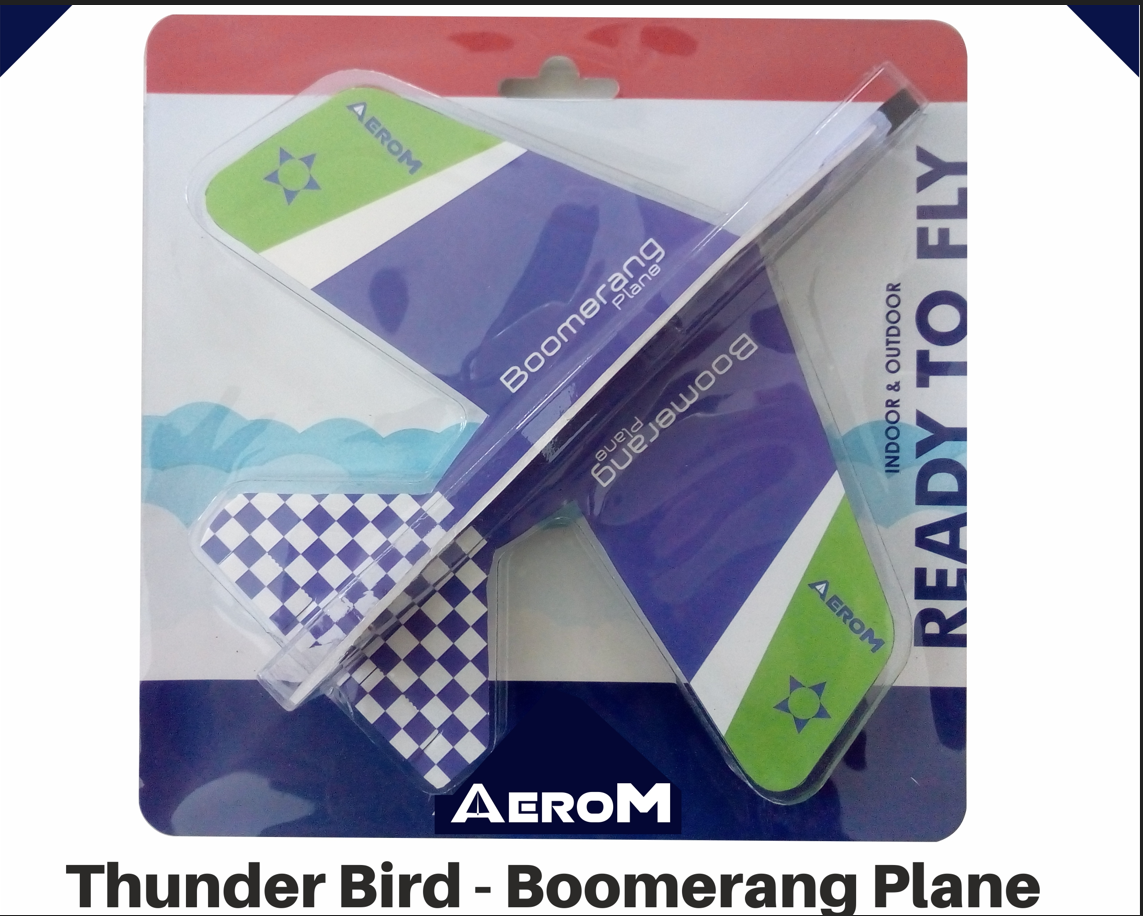 AEROM
Boomerang
Plane
Boomerang
Plane
INDOOR & OUTDOOR
READY TO FLY
AEROM
AEROM
Thunder Bird - Boomerang Plane